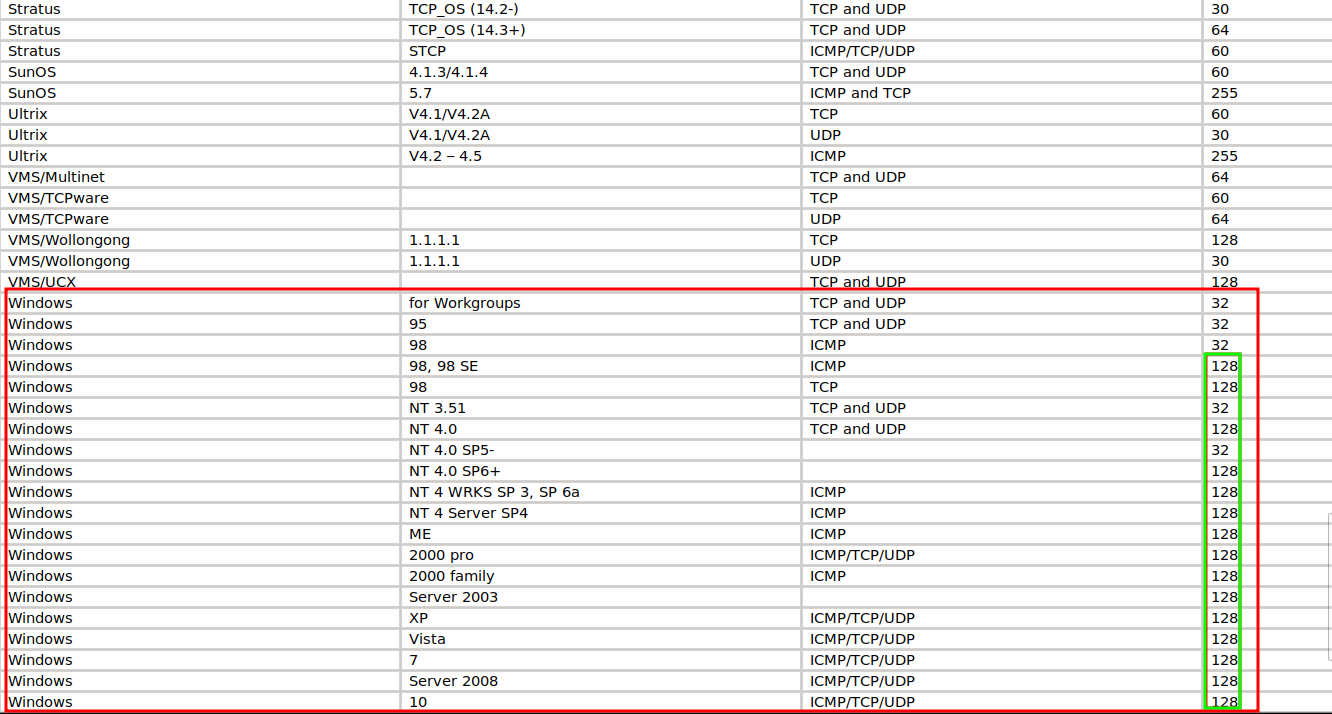 Stratus TCP_OS (14.2-) TCP and UDP 30
Stratus TCP_OS (14.3+) TCP and UDP 64
Stratus STCP ICMP/TCP/UDP 60
SunOS 4.1.3/4.1.4 TCP and UDP 60
SunOS 5.7 ICMP and TCP 255
Ultrix V4.1/V4.2A TCP 60
Ultrix V4.1/V4.2A UDP 30
Ultrix V4.2 – 4.5 ICMP 255
VMS/Multinet TCP and UDP 64
VMS/TCPware TCP 60
VMS/TCPware UDP 64
VMS/Wollongong 1.1.1.1 TCP 128
VMS/Wollongong 1.1.1.1 UDP 30
VMS/UCX TCP and UDP 128
Windows for Workgroups TCP and UDP 32
Windows 95 TCP and UDP 32
Windows 98 ICMP 32
Windows 98, 98 SE ICMP 128
Windows 98 TCP 128
Windows NT 3.51 TCP and UDP 32
Windows NT 4.0 TCP and UDP 128
Windows NT 4.0 SP5- 32
Windows NT 4.0 SP6+ 128
Windows NT 4 WRKS SP 3, SP 6a ICMP 128
Windows NT 4 Server SP4 ICMP 128
Windows ME ICMP 128
Windows 2000 pro ICMP/TCP/UDP 128
Windows 2000 family ICMP 128
Windows Server 2003 128
Windows XP ICMP/TCP/UDP 128
Windows Vista ICMP/TCP/UDP 128
Windows 7 ICMP/TCP/UDP 128
Windows Server 2008 ICMP/TCP/UDP 128
Windows 10 ICMP/TCP/UDP 128